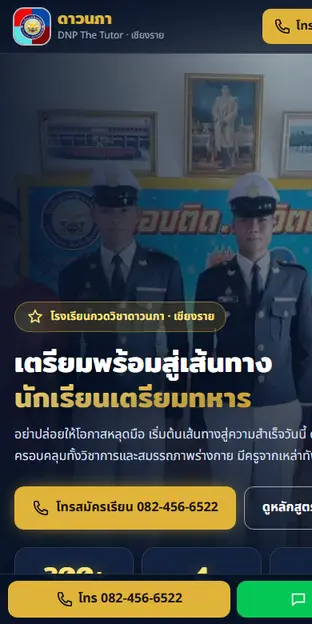 ดาวนภา
DNP The Tutor · เชียงราย
โทร
อบติด.
โรงเรียนกวดวิชาดาวนภา · เชียงราย
เตรียมพร้อมสู่เส้นทาง
นักเรียนเตรียมทหาร
อย่าปล่อยให้โอกาสหลุดมือ เริ่มต้นเส้นทางสู่ความสำเร็จวันนี้
ครอบคลุมทั้งวิชาการและสมรรถภาพร่างกาย มีครูจากเหล่า
โทรสมัครเรียน 082-456-6522
ดูหลักสูตร
โทร 082-456-6522